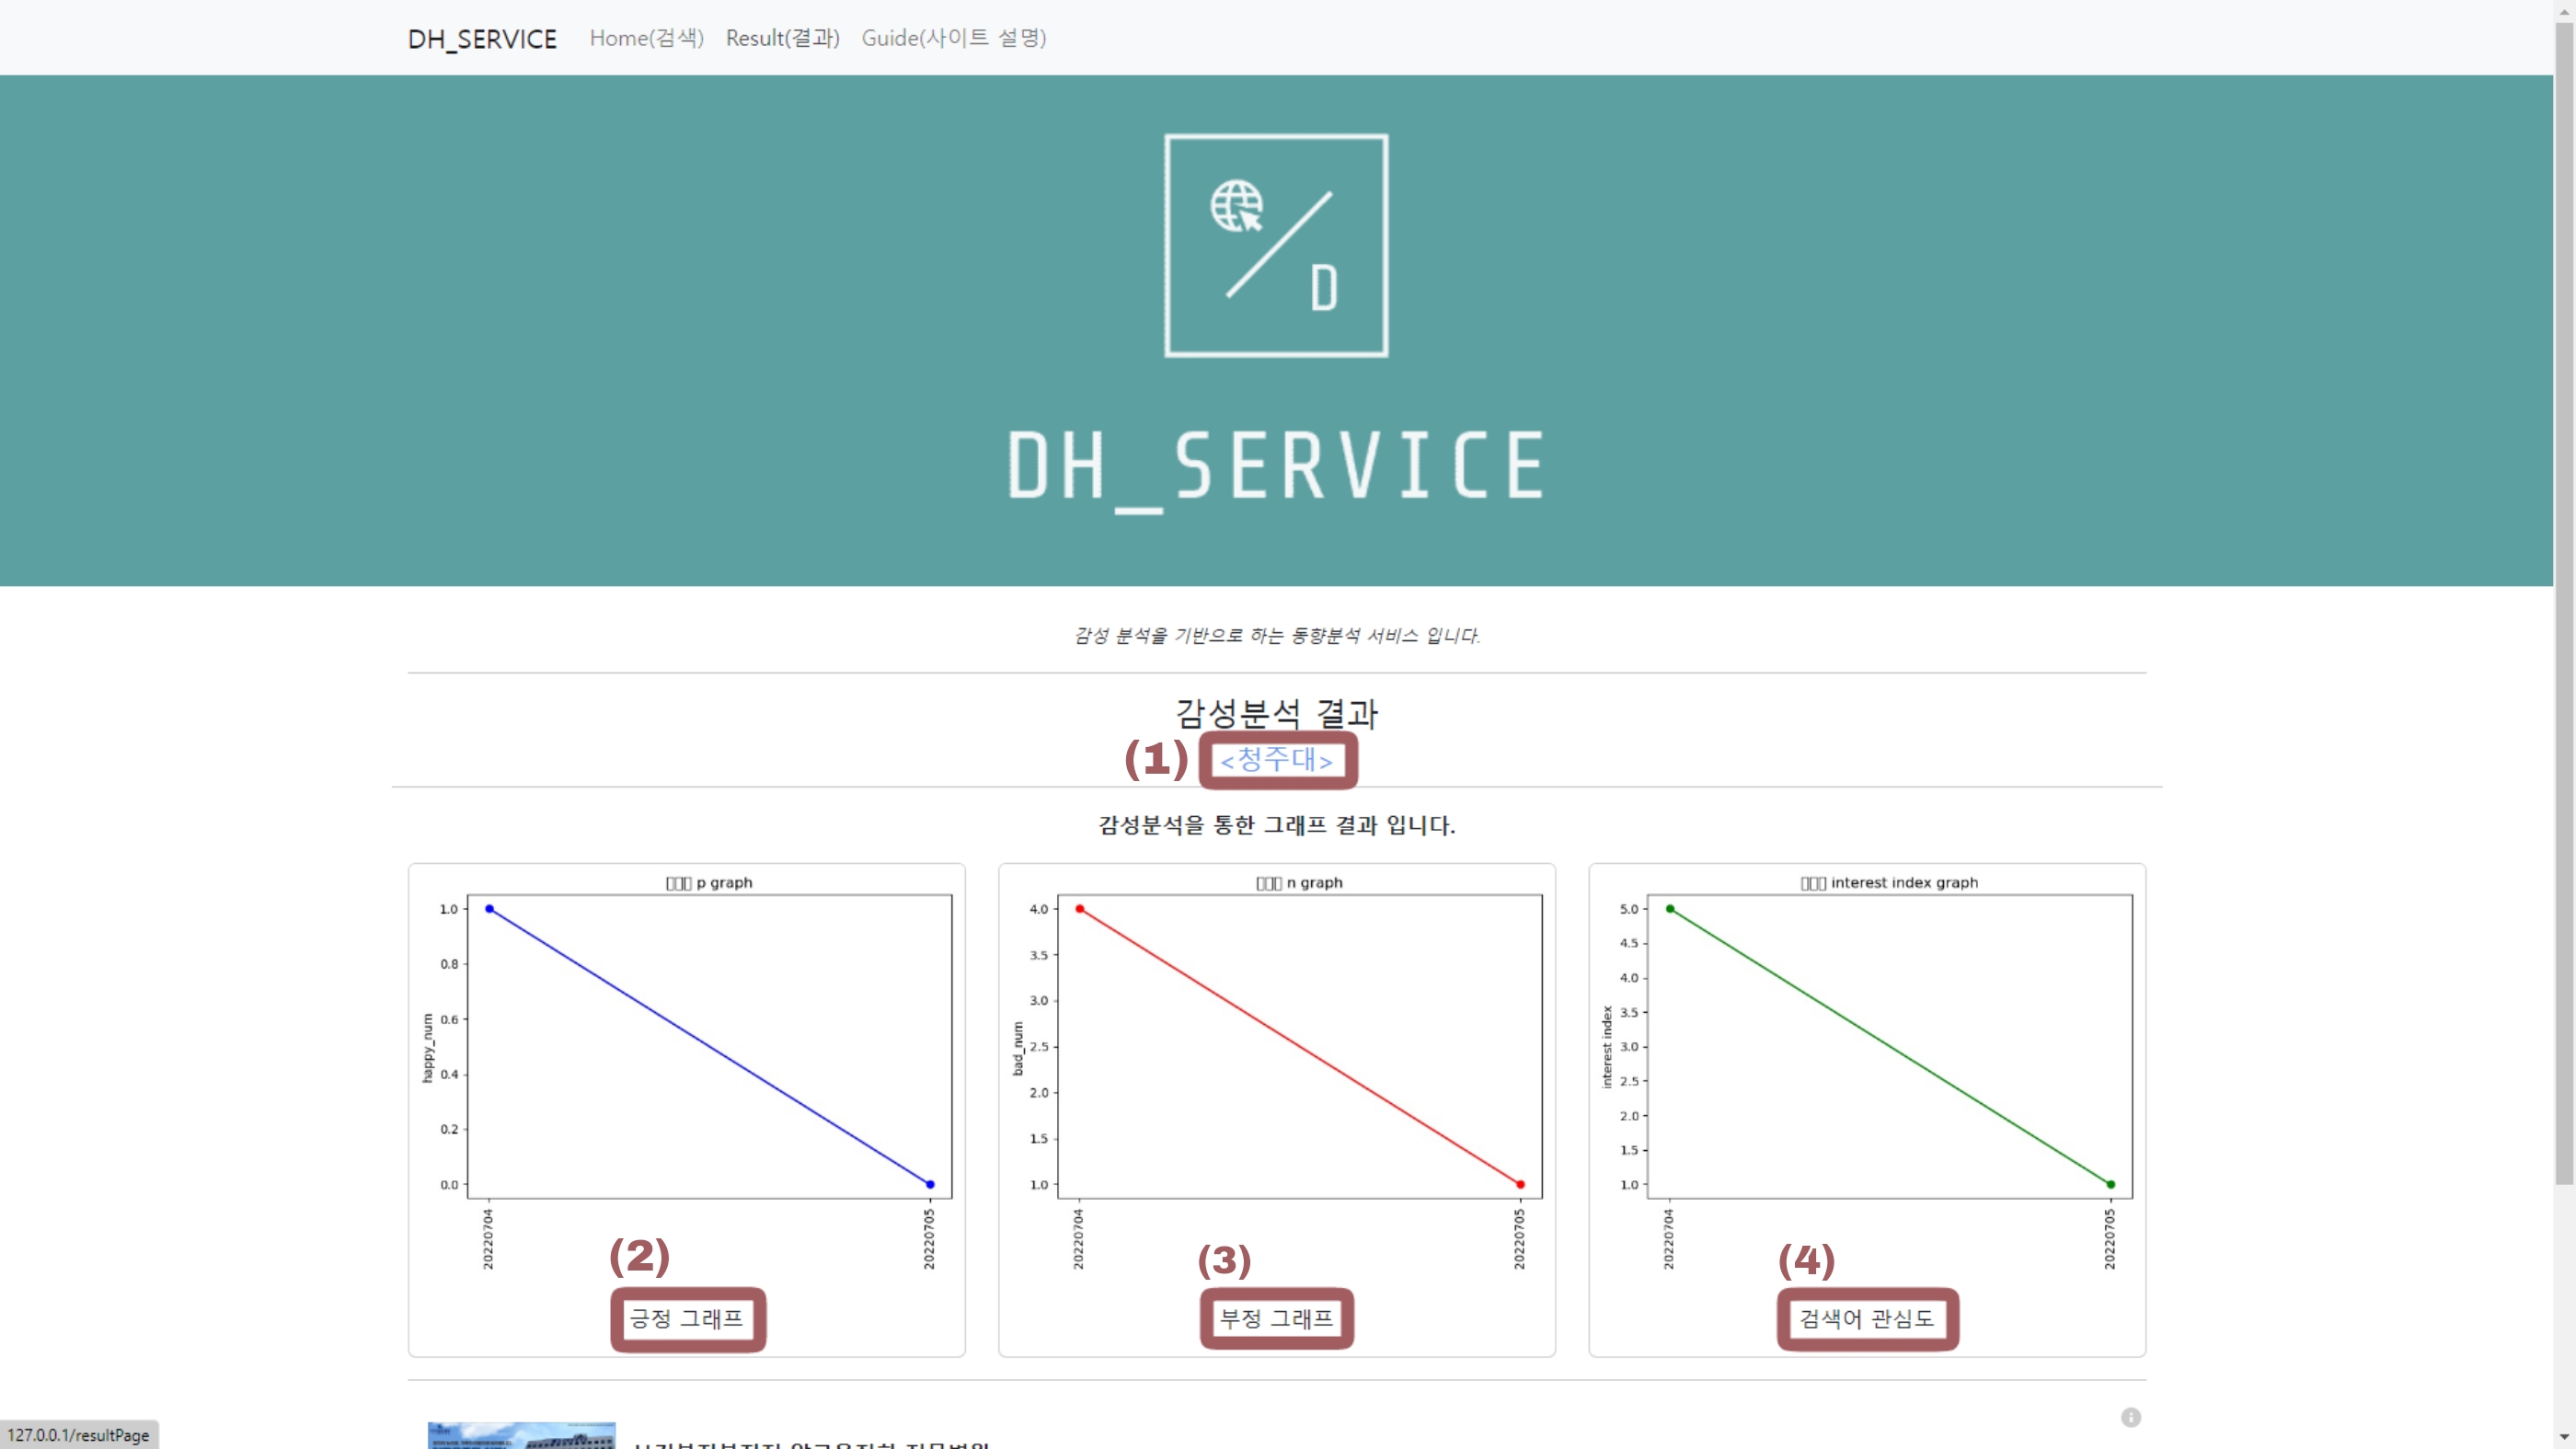 DH_SERVICE Home(검색) Result(결과) Guide(사이트 설명)
D
DH_SERVICE
감성 분석을 기반으로 하는 동향분석 서비스 입니다.
감성분석 결과
(1) <청주대>
감성분석을 통한 그래프 결과 입니다.
p graph
1.0
0.8
0.6
0.4
0.2
0.0
happy_num
20220704
20220705
(2)
긍정 그래프
n graph
4.0
3.5
3.0
2.5
2.0
1.5
1.0
bad_num
20220704
20220705
(3)
부정 그래프
interest index graph
5.0
4.5
4.0
3.5
3.0
2.5
2.0
1.5
1.0
interest index
20220704
20220705
(4)
검색어 관심도
127.0.0.1/resultPage